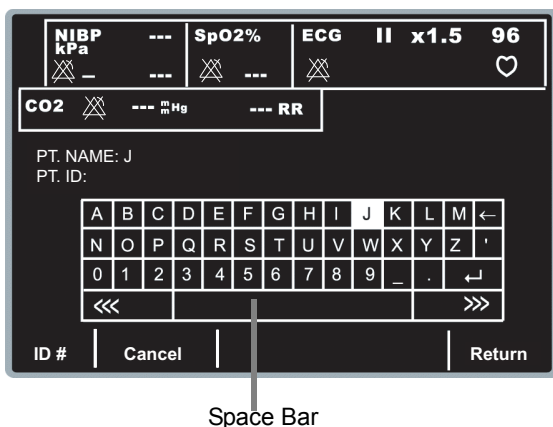 NIBP --- SpO2% ECG II x1.5 96
kPa
_ --- ---
CO2 --- mmHg --- RR
PT. NAME: J
PT. ID:
A B C D E F G H I J K L M ←
N O P Q R S T U V W X Y Z '
0 1 2 3 4 5 6 7 8 9 _ . ↵
<<< >>>
ID # Cancel Return
Space Bar